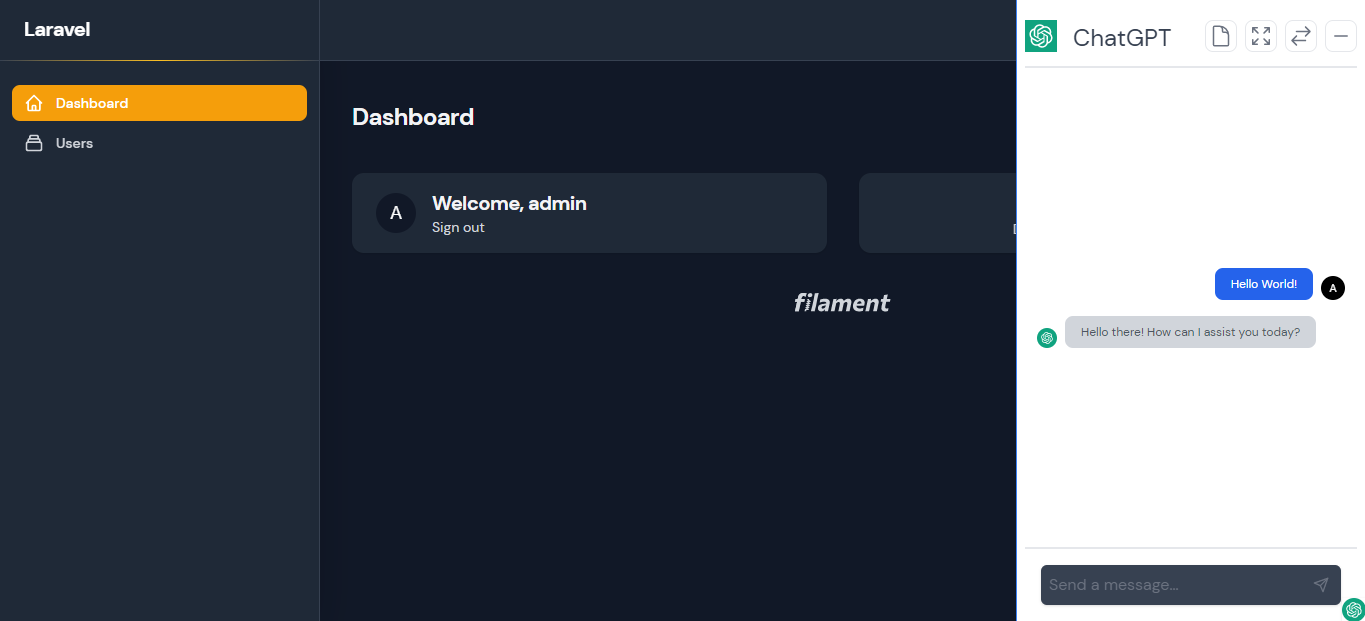 Laravel
Dashboard
Users
Dashboard
A
Welcome, admin
Sign out
filament
ChatGPT
Hello World!
A
Hello there! How can I assist you today?
Send a message...